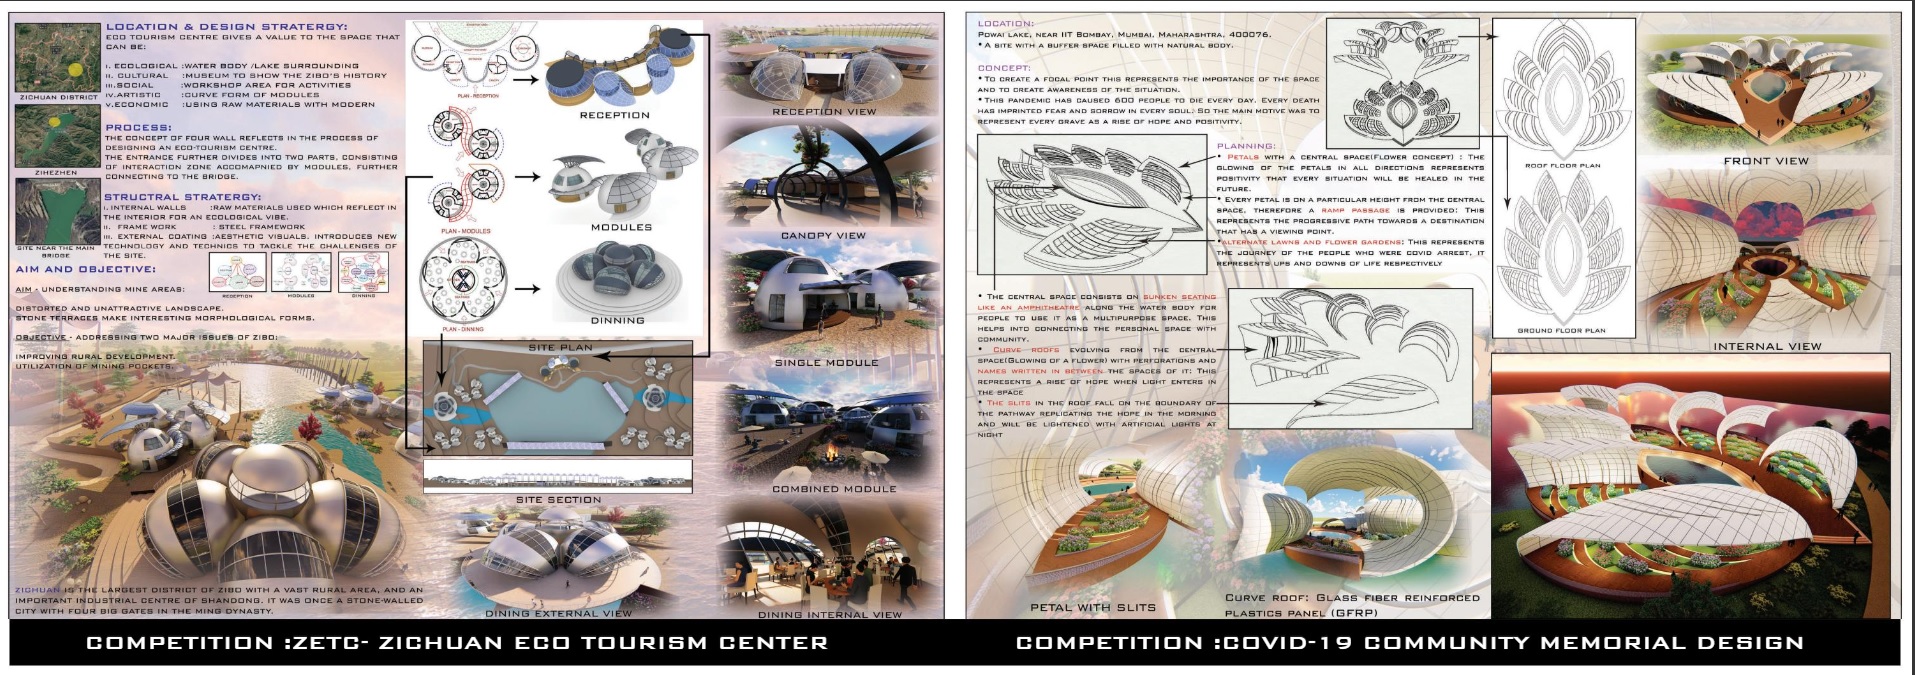 LOCATION & DESIGN STRATERGY:
ECO TOURISM CENTRE GIVES A VALUE TO THE SPACE THAT
CAN BE:
I. ECOLOGICAL :WATER BODY /LAKE SURROUNDING
II. CULTURAL :MUSEUM TO SHOW THE ZIBO'S HISTORY
III.SOCIAL :WORKSHOP AREA FOR ACTIVITIES
IV.ARTISTIC :CURVE FORM OF MODULES
V.ECONOMIC :USING RAW MATERIALS WITH MODERN
ZICHUAN DISTRICT
PROCESS:
THE CONCEPT OF FOUR WALL REFLECTS IN THE PROCESS OF
DESIGNING AN ECO-TOURISM CENTRE.
THE ENTRANCE FURTHER DIVIDES INTO TWO PARTS, CONSISTING
OF INTERACTION ZONE ACCOMAPNIED BY MODULES, FURTHER
CONNECTING TO THE BRIDGE.
ZIHEZHEN
STRUCTRAL STRATEGY:
I. INTERNAL WALLS :RAW MATERIALS USED WHICH REFLECT IN
THE INTERIOR FOR AN ECOLOGICAL VIBE.
II. FRAME WORK : STEEL FRAMEWORK
III. EXTERNAL COATING :AESTHETIC VISUALS, INTRODUCES NEW
TECHNOLOGY AND TECHNICS TO TACKLE THE CHALLENGES OF
THE SITE.
SITE NEAR THE MAIN
BRIDGE
AIM AND OBJECTIVE:
AIM - UNDERSTANDING MINE AREAS:
DISTORTED AND UNATTRACTIVE LANDSCAPE.
STONE TERRACES MAKE INTERESTING MORPHOLOGICAL FORMS.
OBJECTIVE - ADDRESSING TWO MAJOR ISSUES OF ZIBO:
IMPROVING RURAL DEVELOPMENT.
UTILIZATION OF MINING POCKETS.
RECEPTION
MODULES
DINNING
ZICHUAN IS THE LARGEST DISTRICT OF ZIBO WITH A VAST RURAL AREA, AND AN
IMPORTANT INDUSTRIAL CENTRE OF SHANDONG. IT WAS ONCE A STONE-WALLED
CITY WITH FOUR BIG GATES IN THE MING DYNASTY.
PLAN - RECEPTION
RECEPTION
PLAN - MODULES
MODULES
PLAN - DINNING
DINNING
SITE PLAN
SITE SECTION
DINING EXTERNAL VIEW
RECEPTION VIEW
CANOPY VIEW
SINGLE MODULE
COMBINED MODULE
DINING INTERNAL VIEW
COMPETITION :ZETC- ZICHUAN ECO TOURISM CENTER
LOCATION:
POWAI LAKE, NEAR IIT BOMBAY, MUMBAI, MAHARASHTRA, 400076.
• A SITE WITH A BUFFER SPACE FILLED WITH NATURAL BODY.
CONCEPT:
•TO CREATE A FOCAL POINT THIS REPRESENTS THE IMPORTANCE OF THE SPACE
AND TO CREATE AWARENESS OF THE SITUATION.
•THIS PANDEMIC HAS CAUSED 600 PEOPLE TO DIE EVERY DAY. EVERY DEATH
HAS IMPRINTED FEAR AND SORROW IN EVERY SOUL. SO THE MAIN MOTIVE WAS TO
REPRESENT EVERY GRAVE AS A RISE OF HOPE AND POSITIVITY.
PLANNING:
• PETALS WITH A CENTRAL SPACE(FLOWER CONCEPT) : THE
GLOWING OF THE PETALS IN ALL DIRECTIONS REPRESENTS
POSITIVITY THAT EVERY SITUATION WILL BE HEALED IN THE
FUTURE.
• EVERY PETAL IS ON A PARTICULAR HEIGHT FROM THE CENTRAL
SPACE, THEREFORE A RAMP PASSAGE IS PROVIDED: THIS
REPRESENTS THE PROGRESSIVE PATH TOWARDS A DESTINATION
THAT HAS A VIEWING POINT.
•ALTERNATE LAWNS AND FLOWER GARDENS: THIS REPRESENTS
THE JOURNEY OF THE PEOPLE WHO WERE COVID ARREST, IT
REPRESENTS UPS AND DOWNS OF LIFE RESPECTIVELY
• THE CENTRAL SPACE CONSISTS ON SUNKEN SEATING
LIKE AN AMPHITHEATRE ALONG THE WATER BODY FOR
PEOPLE TO USE IT AS A MULTIPURPOSE SPACE. THIS
HELPS INTO CONNECTING THE PERSONAL SPACE WITH
COMMUNITY.
• CURVE ROOFS EVOLVING FROM THE CENTRAL
SPACE(GLOWING OF A FLOWER) WITH PERFORATIONS AND
NAMES WRITTEN IN BETWEEN THE SPACES OF IT: THIS
REPRESENTS A RISE OF HOPE WHEN LIGHT ENTERS IN
THE SPACE
• THE SLITS IN THE ROOF FALL ON THE BOUNDARY OF
THE PATHWAY REPLICATING THE HOPE IN THE MORNING
AND WILL BE LIGHTENED WITH ARTIFICIAL LIGHTS AT
NIGHT
PETAL WITH SLITS
CURVE ROOF: GLASS FIBER REINFORCED
PLASTICS PANEL (GFRP)
ROOF FLOOR PLAN
GROUND FLOOR PLAN
FRONT VIEW
INTERNAL VIEW
COMPETITION :COVID-19 COMMUNITY MEMORIAL DESIGN